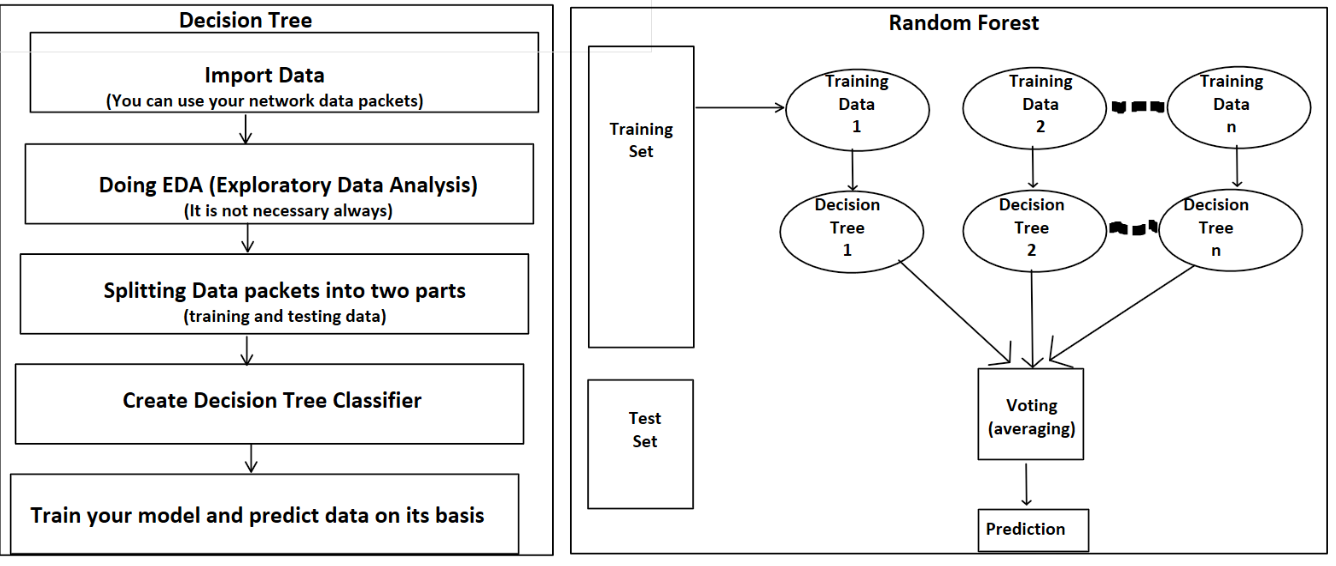 Decision Tree
Import Data
(You can use your network data packets)
Doing EDA (Exploratory Data Analysis)
(It is not necessary always)
Splitting Data packets into two parts
(training and testing data)
Create Decision Tree Classifier
Train your model and predict data on its basis
Random Forest
Training
Set
Test
Set
Training
Data
1
Training
Data
2
Training
Data
n
Decision
Tree
1
Decision
Tree
2
Decision
Tree
n
Voting
(averaging)
Prediction